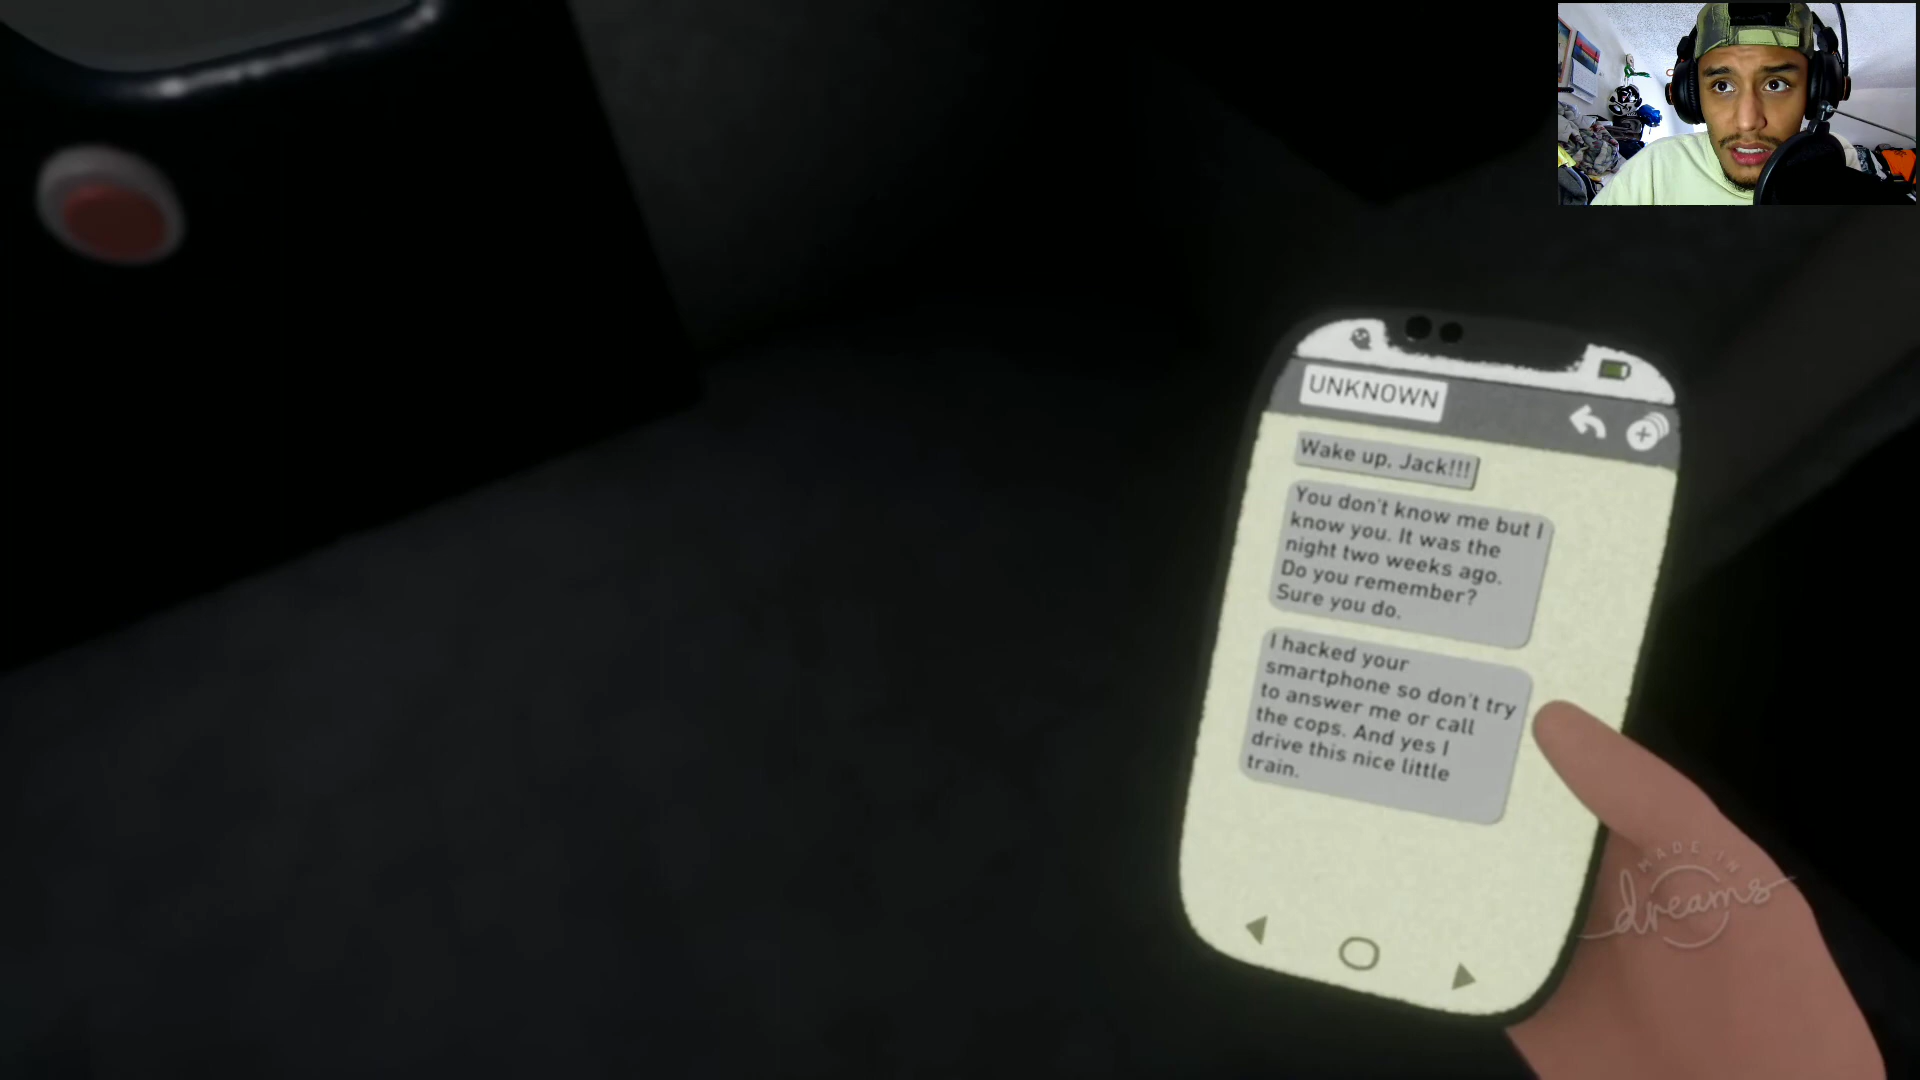 UNKNOWN
Wake up, Jack!!!
You don't know me but I
know you. It was the
night two weeks ago.
Do you remember?
Sure you do.
I hacked your
smartphone so don't try
to answer me or call
the cops. And yes I
drive this nice little
train.
MADE IN
dreams